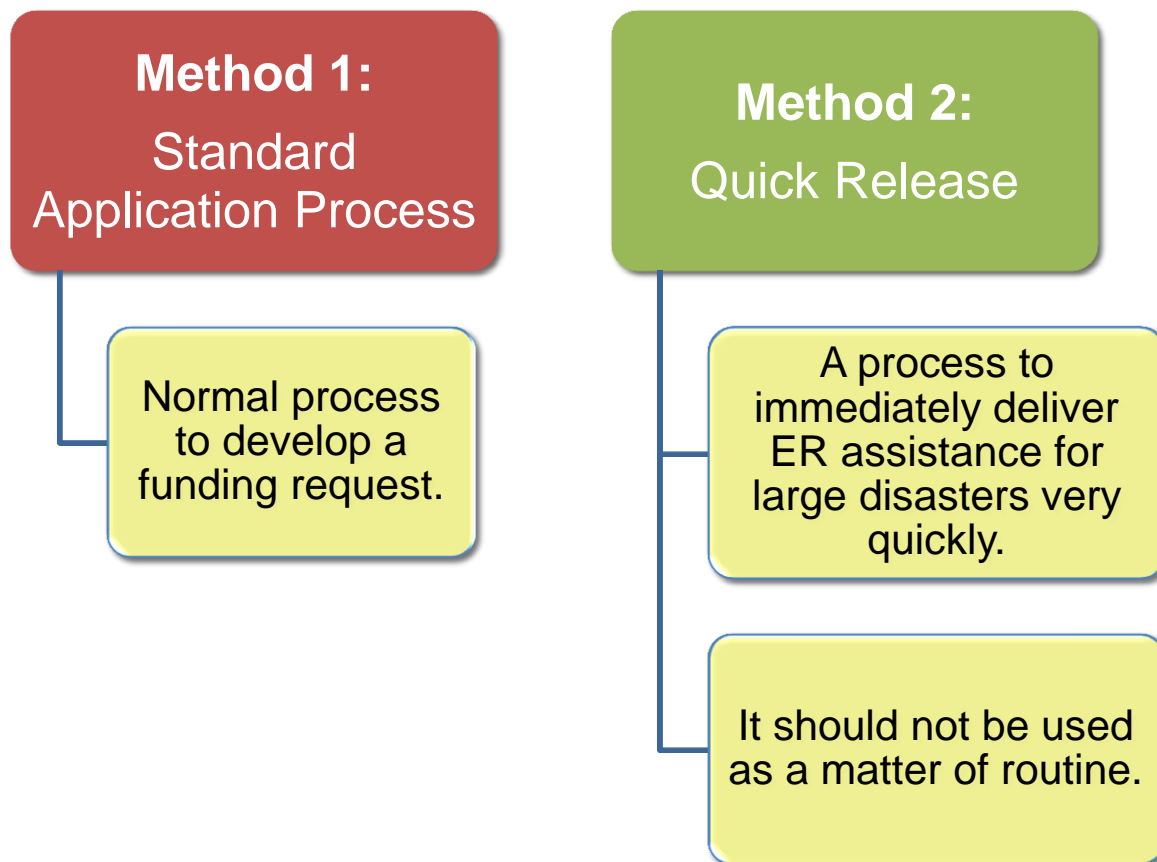 Method 1:
Standard
Application Process
Normal process
to develop a
funding request.
Method 2:
Quick Release
A process to
immediately deliver
ER assistance for
large disasters very
quickly.
It should not be used
as a matter of routine.